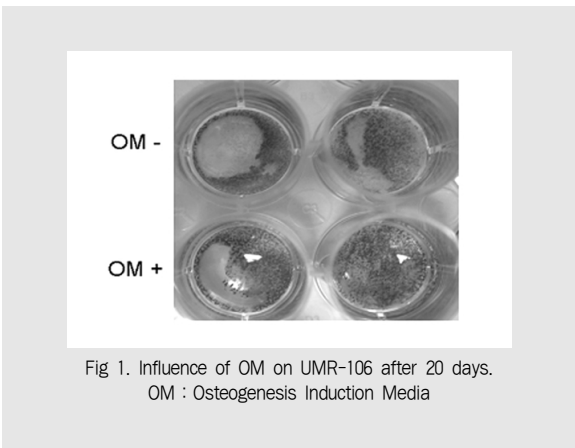 OM -
OM +
Fig 1. Influence of OM on UMR-106 after 20 days.
OM : Osteogenesis Induction Media